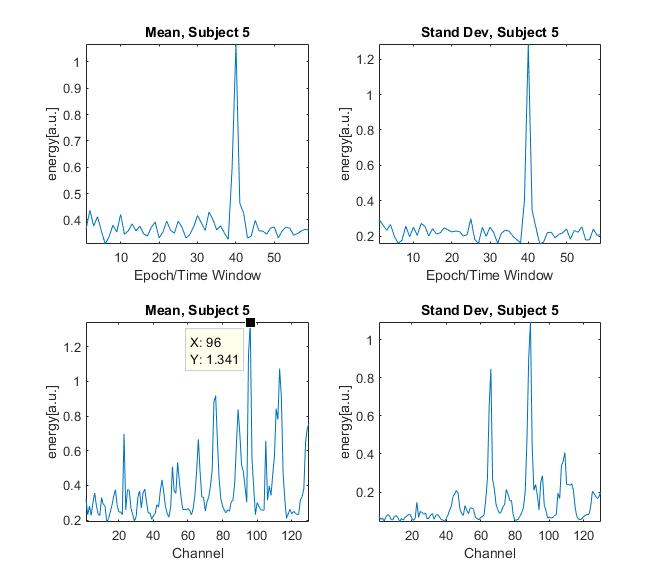 Mean, Subject 5
energy[a.u.]
1
0.9
0.8
0.7
0.6
0.5
0.4
10 20 30 40 50
Epoch/Time Window
Stand Dev, Subject 5
energy[a.u.]
1.2
1
0.8
0.6
0.4
0.2
10 20 30 40 50
Epoch/Time Window
Mean, Subject 5
energy[a.u.]
1.2
1
0.8
0.6
0.4
0.2
X: 96
Y: 1.341
20 40 60 80 100 120
Channel
Stand Dev, Subject 5
energy[a.u.]
1
0.8
0.6
0.4
0.2
20 40 60 80 100 120
Channel